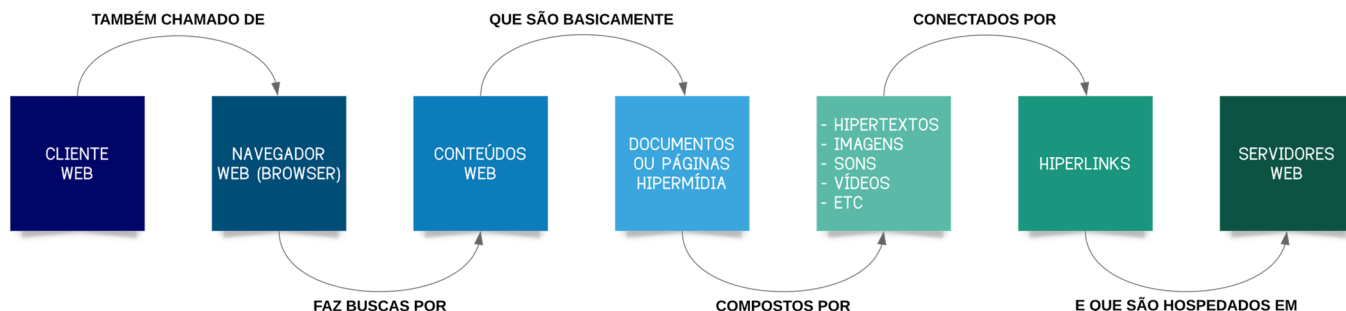 TAMBÉM CHAMADO DE
QUE SÃO BASICAMENTE
CONECTADOS POR
CLIENTE
WEB
NAVEGADOR
WEB (BROWSER)
CONTEÚDOS
WEB
DOCUMENTOS
OU PÁGINAS
HIPERMÍDIA
- HIPERTEXTOS
- IMAGENS
- SONS
- VÍDEOS
- ETC
HIPERLINKS
SERVIDORES
WEB
FAZ BUSCAS POR
COMPOSTOS POR
E QUE SÃO HOSPEDADOS EM